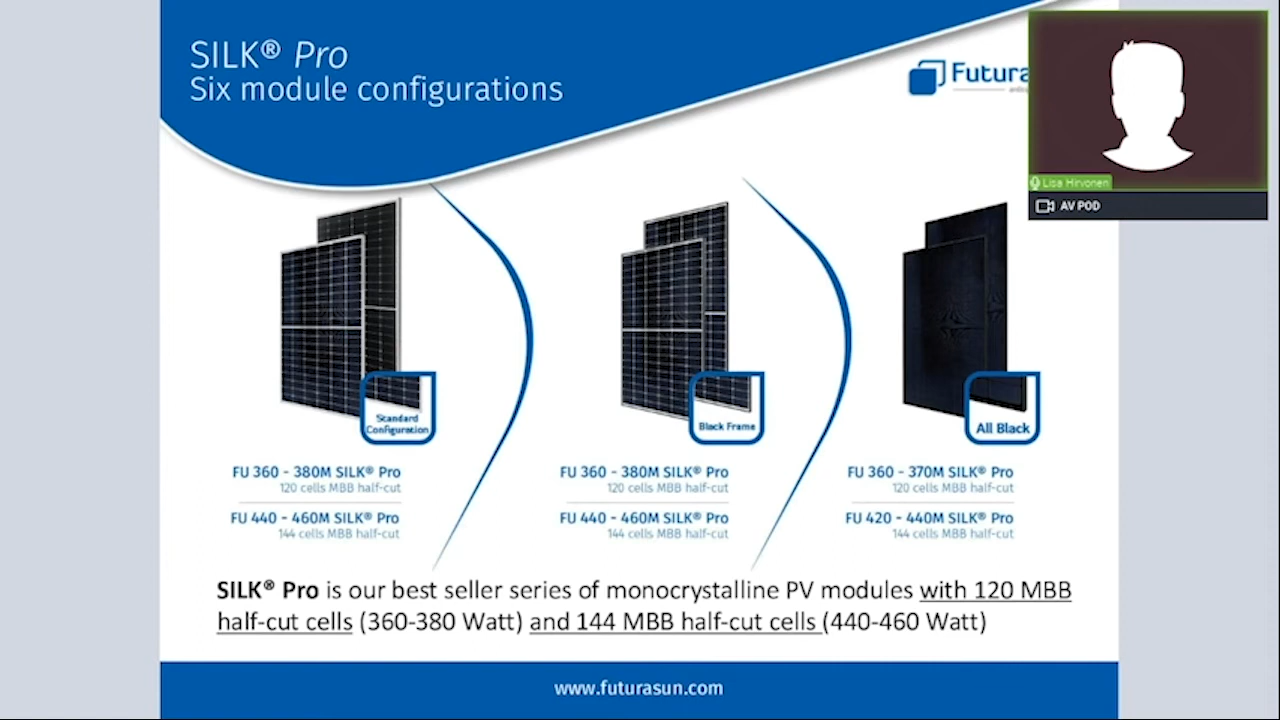 SILK® Pro
Six module configurations
Futura
Lisa Hirvonen
AV POD
Standard
Configuration
Black Frame
All Black
FU 360 - 380M SILK® Pro
120 cells MBB half-cut
FU 440 - 460M SILK® Pro
144 cells MBB half-cut
FU 360 - 380M SILK® Pro
120 cells MBB half-cut
FU 440 - 460M SILK® Pro
144 cells MBB half-cut
FU 360 - 370M SILK® Pro
120 cells MBB half-cut
FU 420 - 440M SILK® Pro
144 cells MBB half-cut
SILK® Pro is our best seller series of monocrystalline PV modules with 120 MBB
half-cut cells (360-380 Watt) and 144 MBB half-cut cells (440-460 Watt)
www.futurasun.com